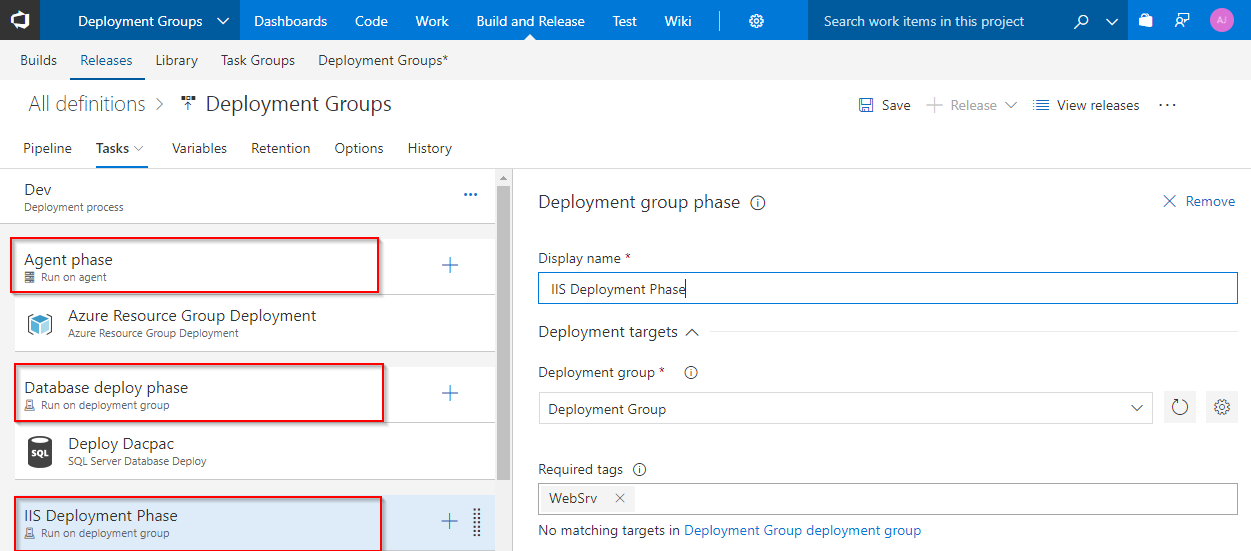 Deployment Groups Dashboards Code Work Build and Release Test Wiki Search work items in this project AJ
Builds Releases Library Task Groups Deployment Groups*
All definitions > Deployment Groups Save Release View releases ...
Pipeline Tasks Variables Retention Options History
Dev ...
Deployment process
Agent phase
Run on agent
Azure Resource Group Deployment
Azure Resource Group Deployment
Database deploy phase
Run on deployment group
SQL
Deploy Dacpac
SQL Server Database Deploy
IIS Deployment Phase
Run on deployment group
Deployment group phase Remove
Display name *
IIS Deployment Phase
Deployment targets
Deployment group *
Deployment Group
Required tags
WebSrv
No matching targets in Deployment Group deployment group